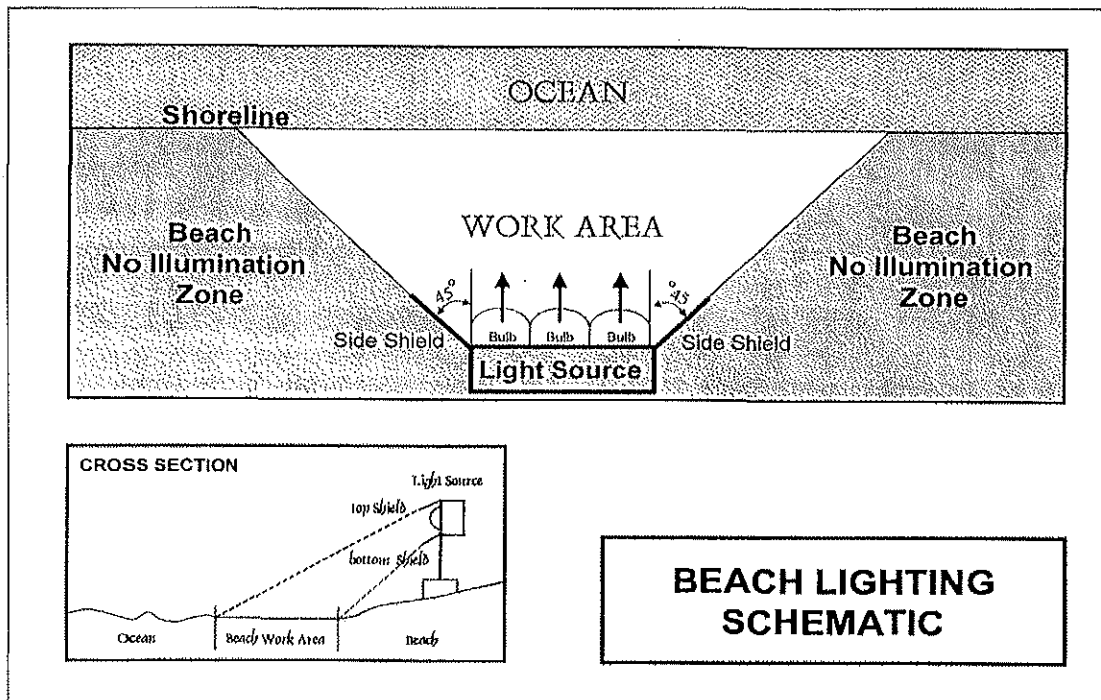 OCEAN
Shoreline
WORK AREA
Beach
No Illumination
Zone
Beach
No Illumination
Zone
45°
°45
Side Shield
Bulb
Bulb
Bulb
Side Shield
Light Source
CROSS SECTION
Light Source
top Shield
bottom Shield
Ocean
Beach Work Area
Beach
BEACH LIGHTING
SCHEMATIC